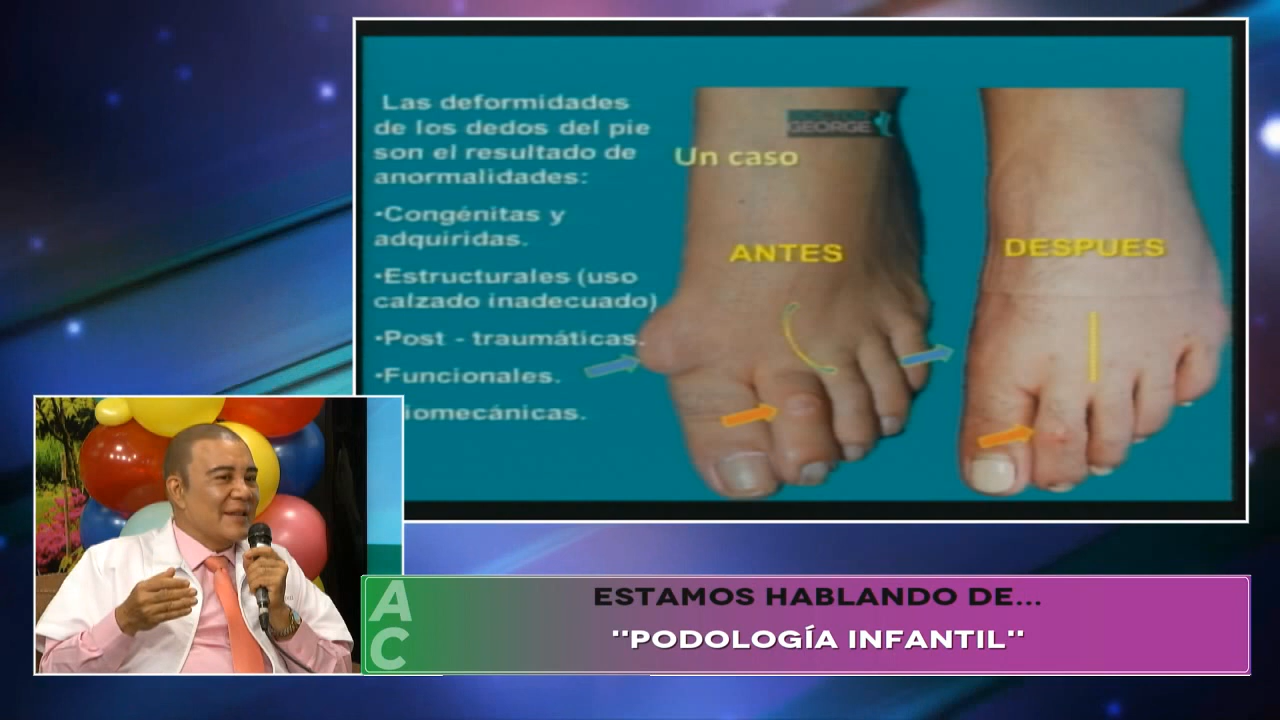 Las deformidades
de los dedos del pie
son el resultado de
anormalidades:
•Congénitas y
adquiridas.
•Estructurales (uso
calzado inadecuado)
•Post - traumáticas.
•Funcionales.
iomecánicas.
GEORGE
Un caso
ANTES
DESPUES
AC
ESTAMOS HABLANDO DE...
"PODOLOGÍA INFANTIL"